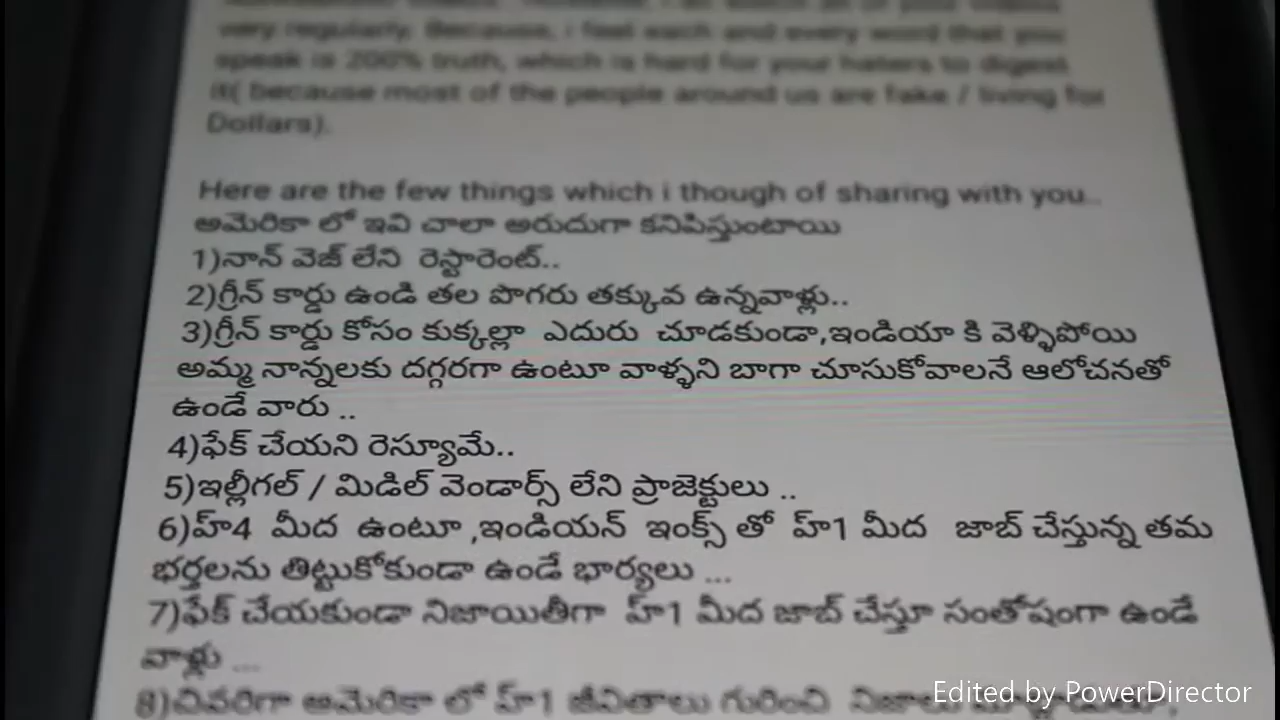 very regularly. Because, i feel each and every word that you
speak is 200% truth, which is hard for your haters to digest
it( because most of the people around us are fake / living for
Dollars).
Here are the few things which i though of sharing with you..
అమెరికా లో ఇవి చాలా అరుదుగా కనిపిస్తుంటాయి
1)నాన్ వెజ్ లేని రెస్టారెంట్..
2)గ్రీన్ కార్డు ఉండి తల పొగరు తక్కువ ఉన్నవాళ్లు..
3)గ్రీన్ కార్డు కోసం కుక్కల్లా ఎదురు చూడకుండా,ఇండియా కి వెళ్ళిపోయి
అమ్మ నాన్నలకు దగ్గరగా ఉంటూ వాళ్ళని బాగా చూసుకోవాలనే ఆలోచనతో
ఉండే వారు ..
4)ఫేక్ చేయని రెస్యూమే..
5)ఇల్లీగల్ / మిడిల్ వెండార్స్ లేని ప్రాజెక్టులు ..
6)హ్4 మీద ఉంటూ ,ఇండియన్ ఇంక్స్ తో హ్1 మీద జాబ్ చేస్తున్న తమ
భర్తలను తిట్టుకోకుండా ఉండే భార్యలు ...
7)ఫేక్ చేయకుండా నిజాయితీగా హ్1 మీద జాబ్ చేస్తూ సంతోషంగా ఉండే
వాళ్లు ...
8)చివరిగా అమెరికా లో హ్1 జీవితాలు గురించి
Edited by PowerDirector